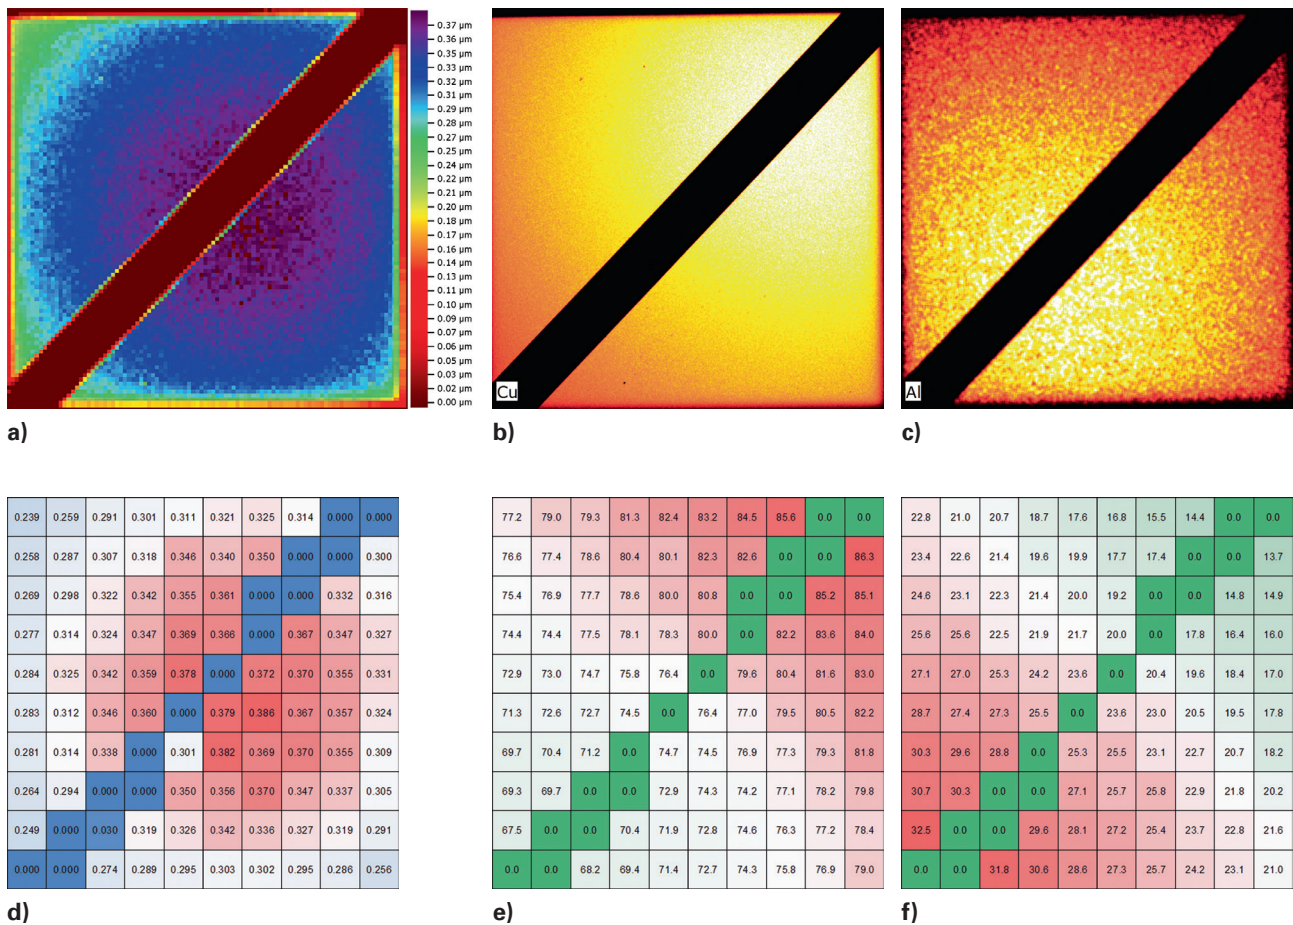 0.37 µm
0.36 µm
0.35 µm
0.33 µm
0.31 µm
0.29 µm
0.28 µm
0.27 µm
0.26 µm
0.24 µm
0.23 µm
0.21 µm
0.20 µm
0.19 µm
0.18 µm
0.17 µm
0.16 µm
0.14 µm
0.13 µm
0.11 µm
0.10 µm
0.09 µm
0.08 µm
0.07 µm
0.06 µm
0.05 µm
0.03 µm
0.02 µm
0.00 µm
Cu
Al
a)
b)
c)
0.239 0.259 0.291 0.301 0.311 0.321 0.325 0.314 0.000 0.000
0.258 0.287 0.307 0.318 0.346 0.340 0.350 0.000 0.000 0.300
0.269 0.298 0.322 0.342 0.355 0.361 0.000 0.000 0.332 0.316
0.277 0.314 0.324 0.347 0.369 0.366 0.000 0.367 0.347 0.327
0.284 0.325 0.342 0.359 0.378 0.000 0.372 0.370 0.355 0.331
0.283 0.312 0.346 0.360 0.000 0.379 0.386 0.367 0.357 0.324
0.281 0.314 0.338 0.000 0.301 0.382 0.369 0.370 0.355 0.309
0.264 0.294 0.000 0.000 0.350 0.356 0.370 0.347 0.337 0.305
0.249 0.000 0.030 0.319 0.326 0.342 0.336 0.327 0.319 0.291
0.000 0.000 0.274 0.289 0.295 0.303 0.302 0.295 0.286 0.256
d)
77.2 79.0 79.3 81.3 82.4 83.2 84.5 85.6 0.0 0.0
76.6 77.4 78.6 80.4 80.1 82.3 82.6 0.0 0.0 86.3
75.4 76.9 77.7 78.6 80.0 80.8 0.0 0.0 85.2 85.1
74.4 74.4 77.5 78.1 78.3 80.0 0.0 82.2 83.6 84.0
72.9 73.0 74.7 75.8 76.4 0.0 79.6 80.4 81.6 83.0
71.3 72.6 72.7 74.5 0.0 76.4 77.0 79.5 80.5 82.2
69.7 70.4 71.2 0.0 74.7 74.5 76.9 77.3 79.3 81.8
69.3 69.7 0.0 0.0 72.9 74.3 74.2 77.1 78.2 79.8
67.5 0.0 0.0 70.4 71.9 72.8 74.6 76.3 77.2 78.4
0.0 0.0 68.2 69.4 71.4 72.7 74.3 75.8 76.9 79.0
e)
22.8 21.0 20.7 18.7 17.6 16.8 15.5 14.4 0.0 0.0
23.4 22.6 21.4 19.6 19.9 17.7 17.4 0.0 0.0 13.7
24.6 23.1 22.3 21.4 20.0 19.2 0.0 0.0 14.8 14.9
25.6 25.6 22.5 21.9 21.7 20.0 0.0 17.8 16.4 16.0
27.1 27.0 25.3 24.2 23.6 0.0 20.4 19.6 18.4 17.0
28.7 27.4 27.3 25.5 0.0 23.6 23.0 20.5 19.5 17.8
30.3 29.6 28.8 0.0 25.3 25.5 23.1 22.7 20.7 18.2
30.7 30.3 0.0 0.0 27.1 25.7 25.8 22.9 21.8 20.2
32.5 0.0 0.0 29.6 28.1 27.2 25.4 23.7 22.8 21.6
0.0 0.0 31.8 30.6 28.6 27.3 25.7 24.2 23.1 21.0
f)